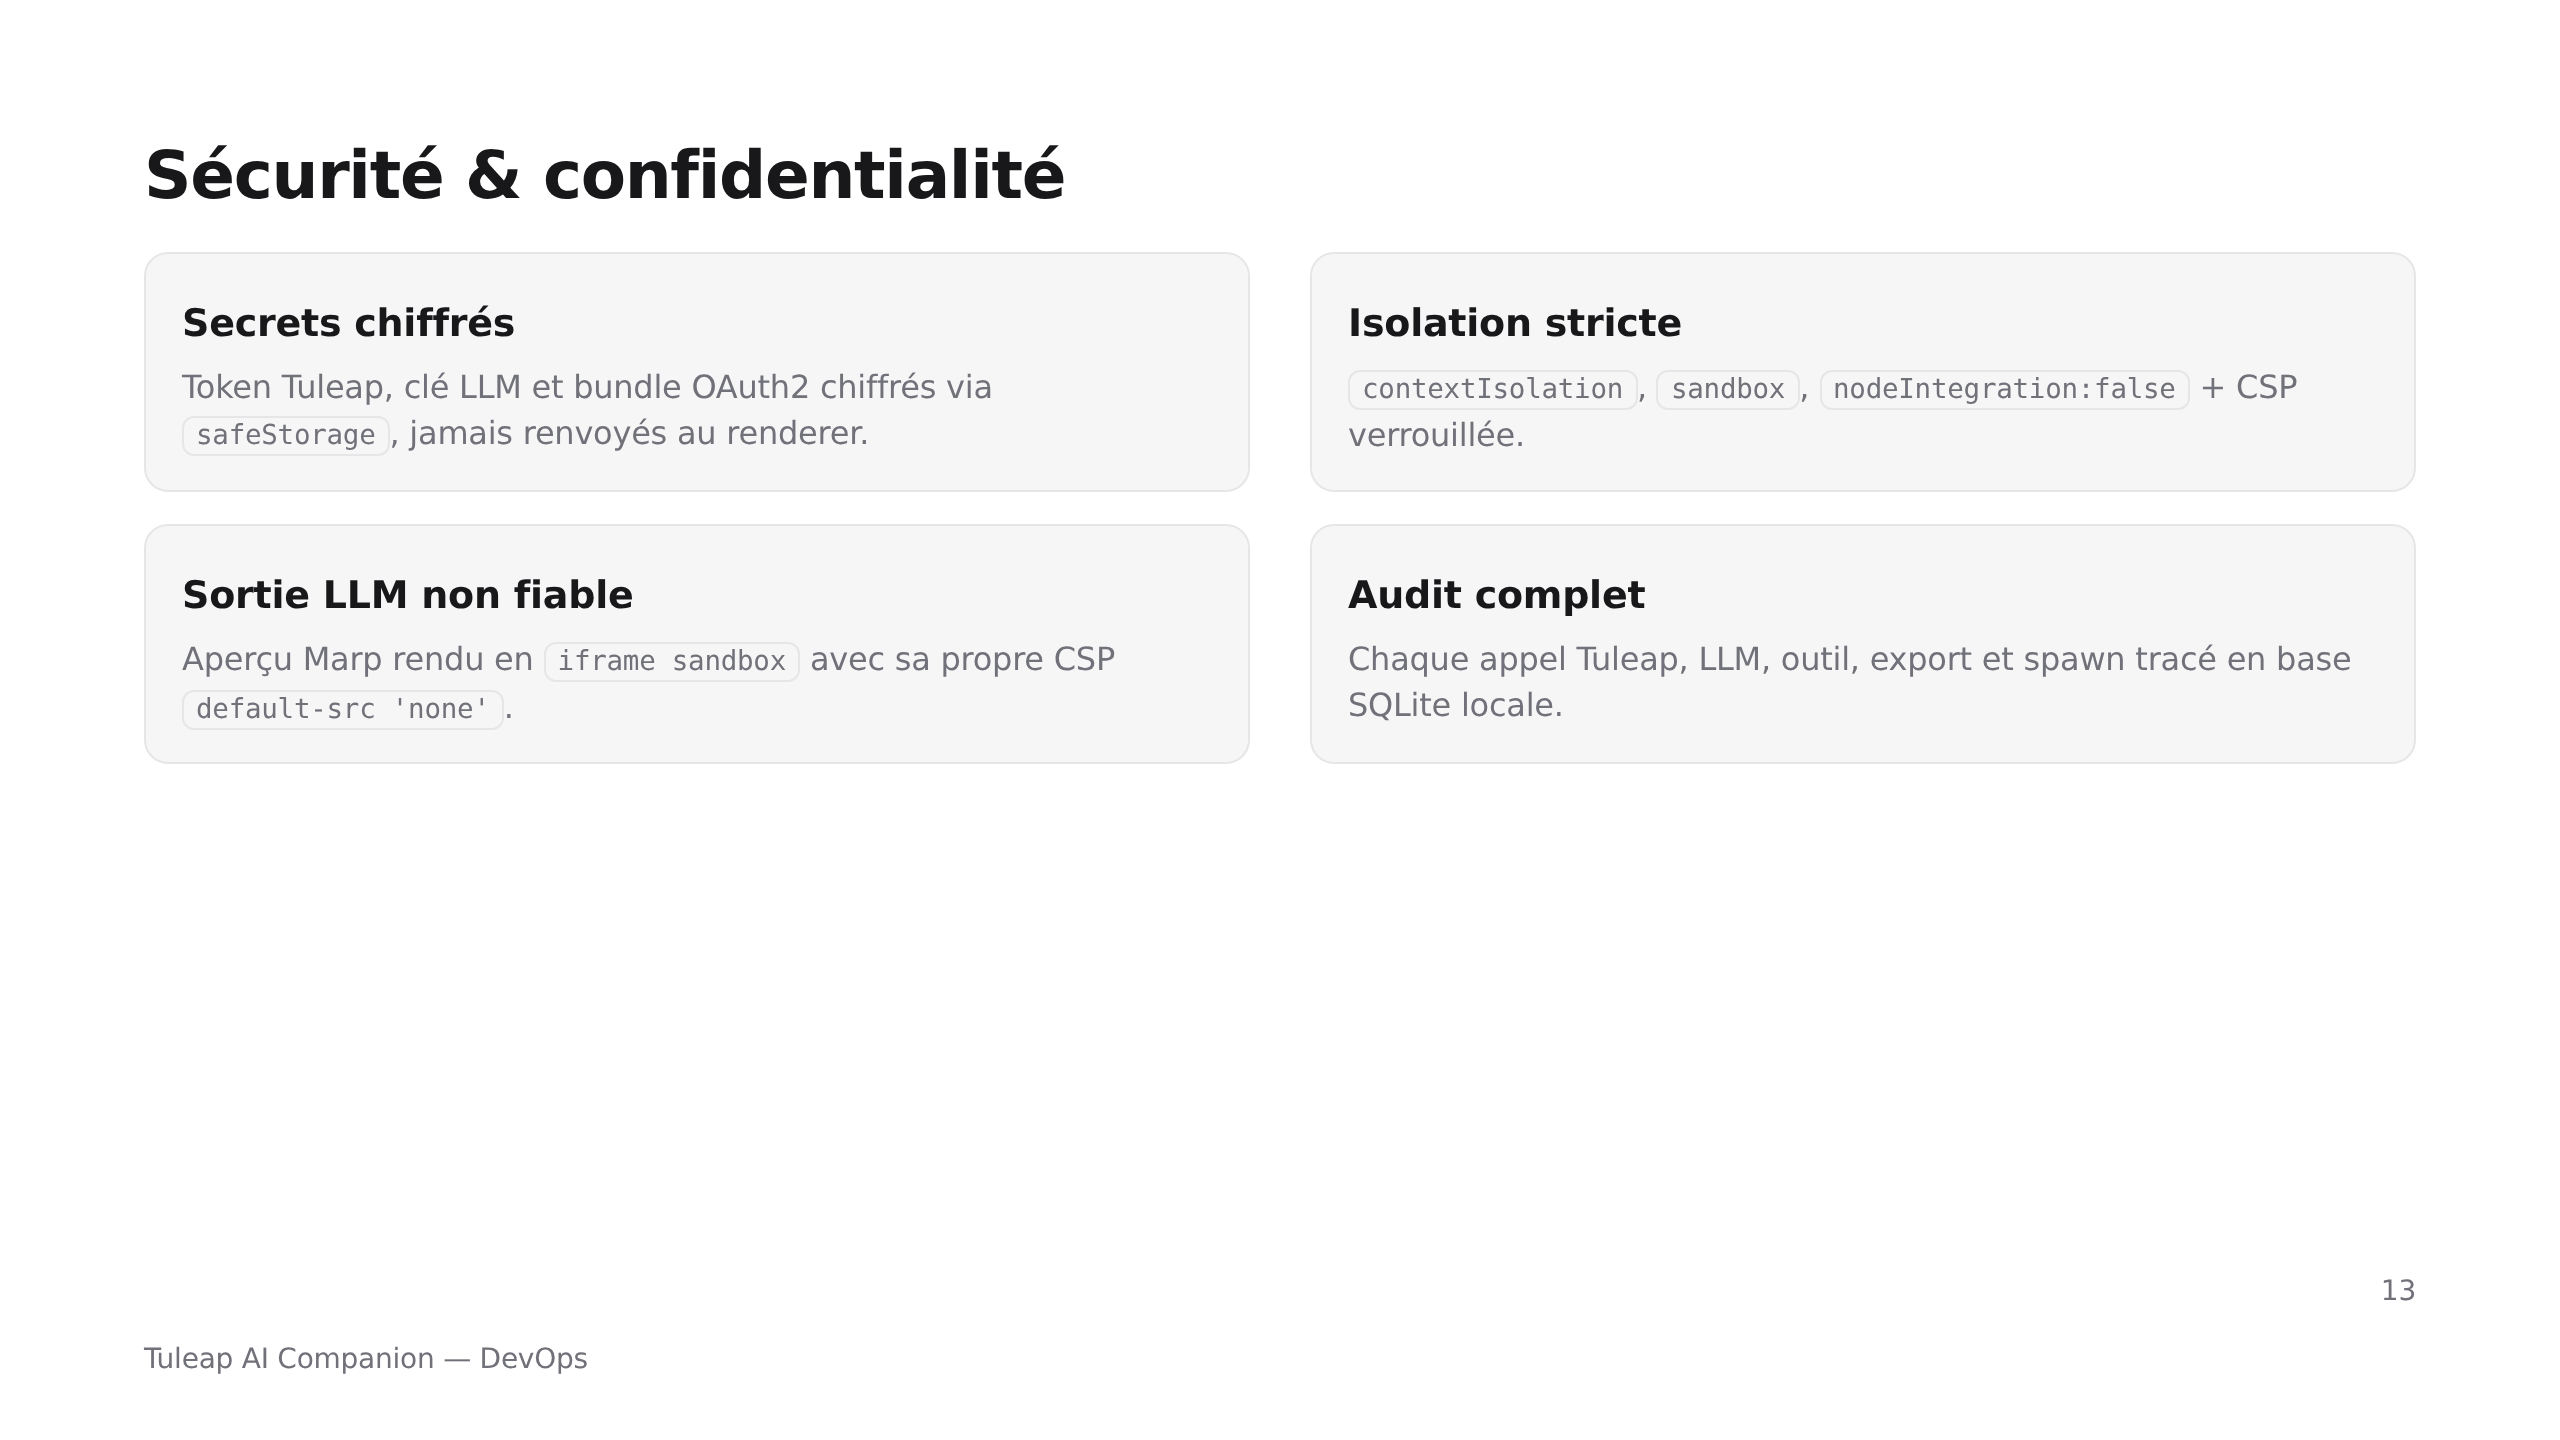 Sécurité & confidentialité
Secrets chiffrés
Token Tuleap, clé LLM et bundle OAuth2 chiffrés via
safeStorage, jamais renvoyés au renderer.
Isolation stricte
contextIsolation, sandbox, nodeIntegration:false + CSP
verrouillée.
Sortie LLM non fiable
Aperçu Marp rendu en iframe sandbox avec sa propre CSP
default-src 'none'.
Audit complet
Chaque appel Tuleap, LLM, outil, export et spawn tracé en base
SQLite locale.
13
Tuleap AI Companion — DevOps